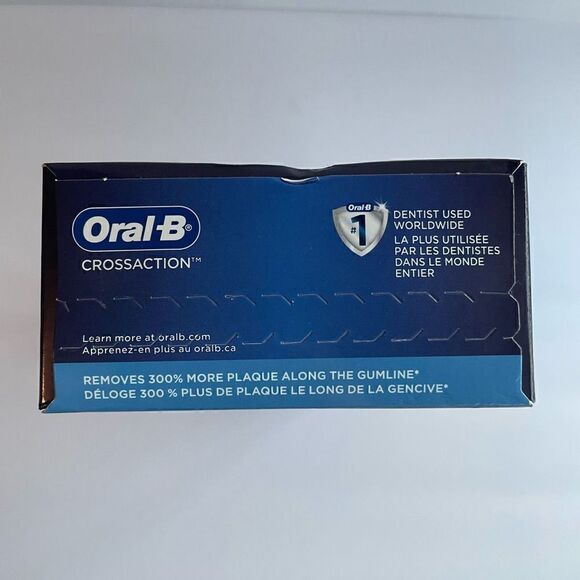 Oral-B®
CROSSACTION™
Oral-B
#1
DENTIST USED
WORLDWIDE
LA PLUS UTILISÉE
PAR LES DENTISTES
DANS LE MONDE
ENTIER
Learn more at oralb.com
Apprenez-en plus au oralb.ca
REMOVES 300% MORE PLAQUE ALONG THE GUMLINE*
DÉLOGE 300 % PLUS DE PLAQUE LE LONG DE LA GENCIVE*